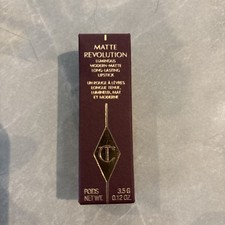 MATTE
REVOLUTION
LUMINOUS
MODERN-MATTE
LONG-LASTING
LIPSTICK
UN ROUGE À LÈVRES
LONGUE TENUE,
LUMINEUX, MAT
ET MODERNE
CT
POIDS 3.5 G
NET WT. 0.12 OZ.